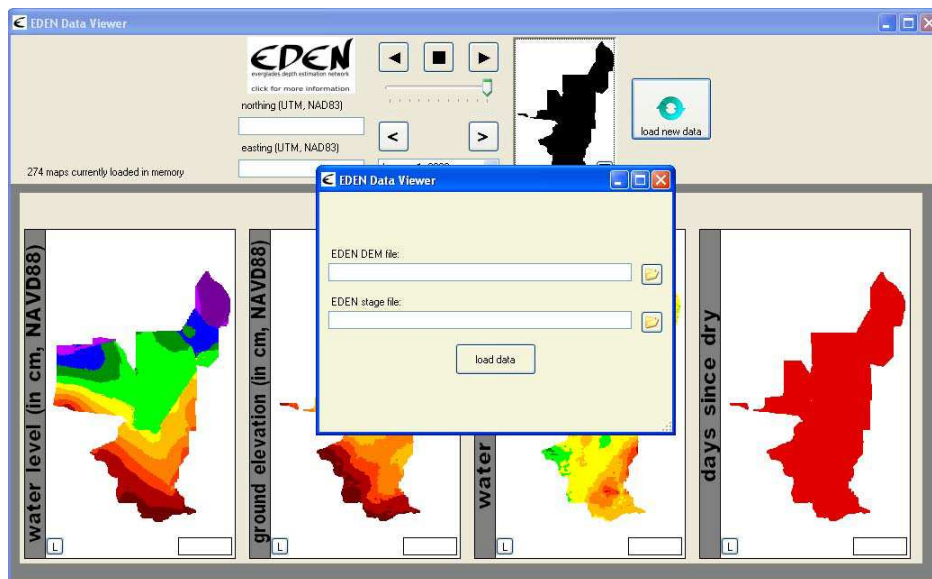 EDEN Data Viewer
EDEN
everglades depth estimation network
click for more information
northing (UTM, NAD83)
easting (UTM, NAD83)
274 maps currently loaded in memory
load new data
EDEN Data Viewer
EDEN DEM file:
EDEN stage file:
load data
water level (in cm, NAVD88)
L
ground elevation (in cm, NAVD88)
L
water
L
days since dry
L